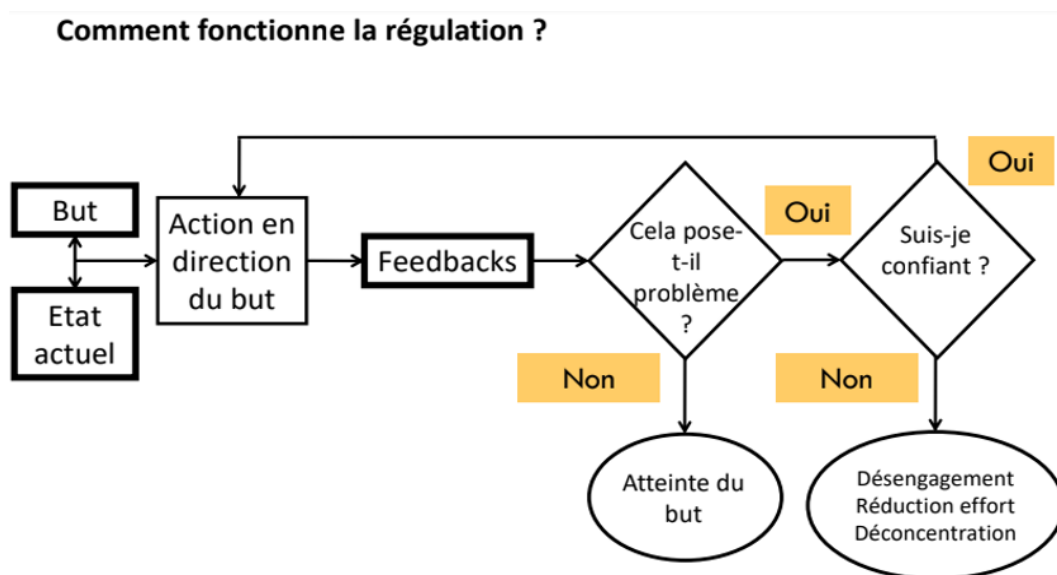 Comment fonctionne la régulation ?
But
Etat
actuel
Action en
direction
du but
Feedbacks
Cela pose-
t-il
problème
?
Oui
Non
Suis-je
confiant ?
Oui
Non
Atteinte du
but
Désengagement
Réduction effort
Déconcentration